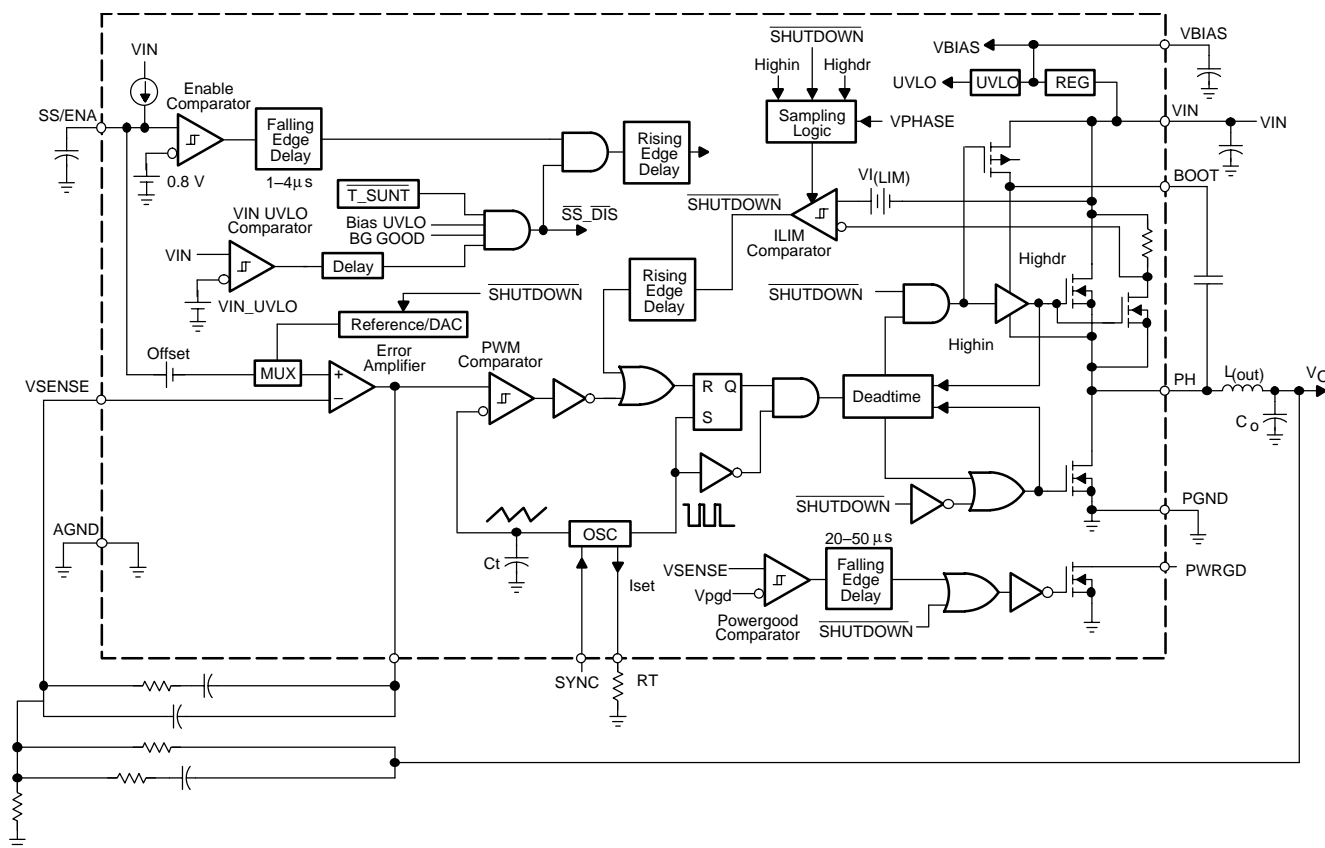 SHUTDOWN
VBIAS
VBIAS
VIN
Highin
Highdr
UVLO
UVLO
REG
Enable
Comparator
SS/ENA
Falling
Edge
Delay
Sampling
Logic
VPHASE
VIN
VIN
Rising
Edge
Delay
0.8 V
1–4µs
BOOT
T_SUNT
SHUTDOWN
VI(LIM)
VIN UVLO
Comparator
Bias UVLO
BG GOOD
SS_DIS
ILIM
Comparator
VIN
Delay
Highdr
Rising
Edge
Delay
SHUTDOWN
SHUTDOWN
VIN_UVLO
Reference/DAC
Highin
Offset
Error
Amplifier
PWM
Comparator
MUX
VSENSE
+
−
R
Q
S
Deadtime
PH
L(out)
VO
Co
SHUTDOWN
PGND
AGND
OSC
Ct
Iset
20–50 µs
VSENSE
Vpgd
Falling
Edge
Delay
PWRGD
Powergood
Comparator
SHUTDOWN
SYNC
RT